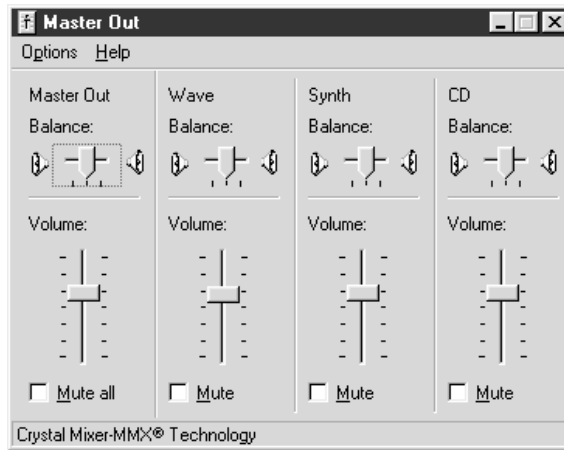 Master Out
Options Help
Master Out Wave Synth CD
Balance: Balance: Balance: Balance:
Volume: Volume: Volume: Volume:
Mute all Mute Mute Mute
Crystal Mixer-MMX® Technology